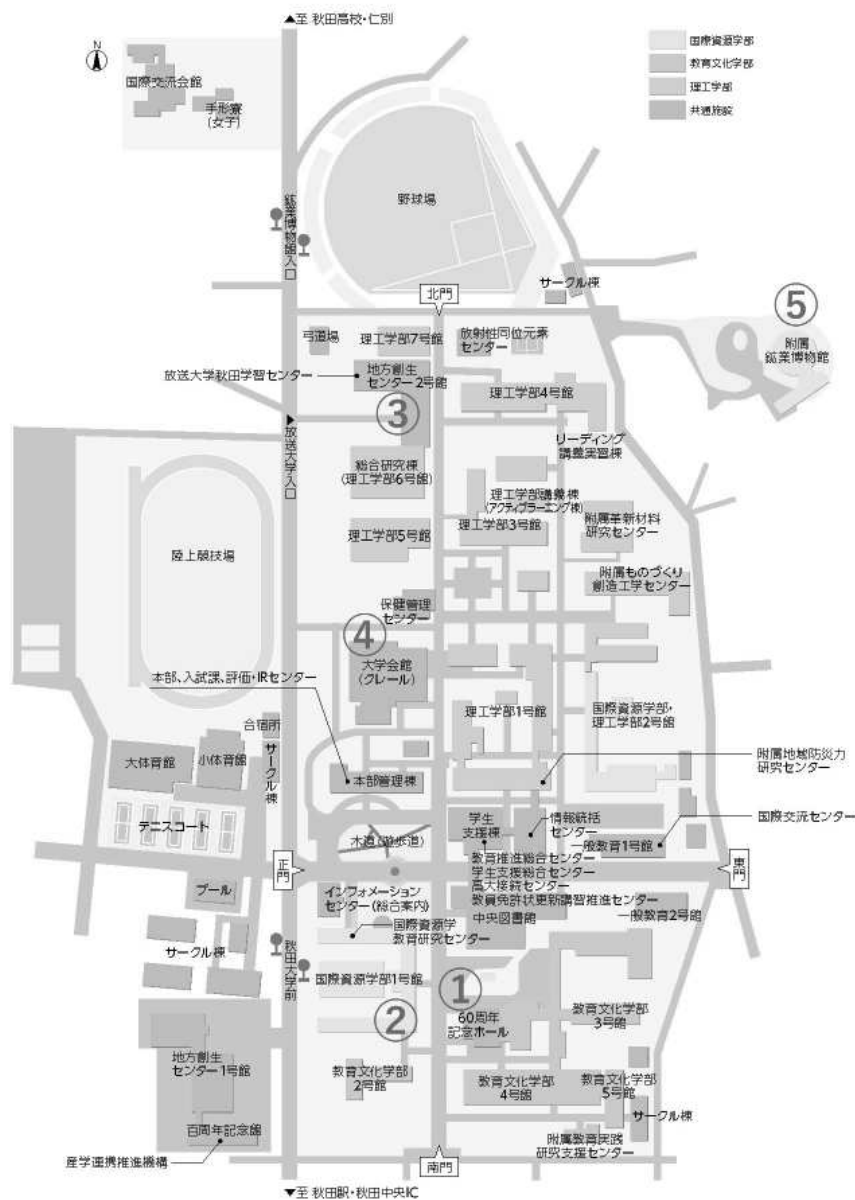 ▲至 秋田高校・仁別
N
国際交流会館
手形寮
(女子)
国際資源学部
教育文化学部
理工学部
共通施設
鉱業博物館入口
野球場
サークル棟
北門
⑤
附属
鉱業博物館
弓道場
理工学部7号館
放射性同位元素
センター
放送大学秋田学習センター
地方創生
センター2号館
理工学部4号館
③
▶放送大学入口
リーディング
講義実習棟
総合研究棟
(理工学部6号館)
理工学部講義棟
(アクティブラーニング棟)
理工学部5号館
理工学部3号館
附属革新材料
研究センター
陸上競技場
附属ものづくり
創造工学センター
保健管理
センター
④
大学会館
(クレール)
本部、入試課、評価・IRセンター
理工学部1号館
国際資源学部・
理工学部2号館
合宿所
大体育館
小体育館
サークル棟
本部管理棟
附属地域防災力
研究センター
テニスコート
学生
支援棟
情報統括
センター
国際交流センター
木道(遊歩道)
一般教育1号館
正門
教育推進総合センター
学生支援総合センター
高大接続センター
教員免許状更新講習推進センター
東門
プール
インフォメーション
センター(総合案内)
中央図書館
一般教育2号館
国際資源学
教育研究センター
サークル棟
秋田大学前
国際資源学部1号館
①
60周年
記念ホール
教育文化学部
3号館
②
地方創生
センター1号館
教育文化学部
2号館
教育文化学部
4号館
教育文化学部
5号館
サークル棟
百周年記念館
附属教育実践
研究支援センター
産学連携推進機構
南門
▼至 秋田駅・秋田中央IC